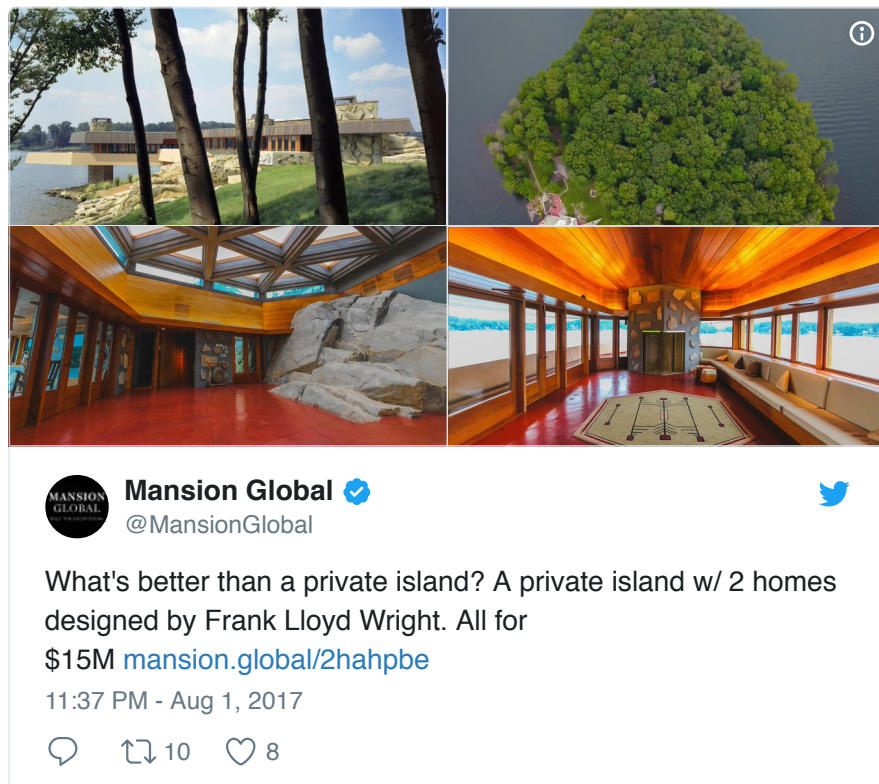 MANSION
GLOBAL
Mansion Global
@MansionGlobal
What's better than a private island? A private island w/ 2 homes
designed by Frank Lloyd Wright. All for
$15M mansion.global/2hahpbe
11:37 PM - Aug 1, 2017
10 8